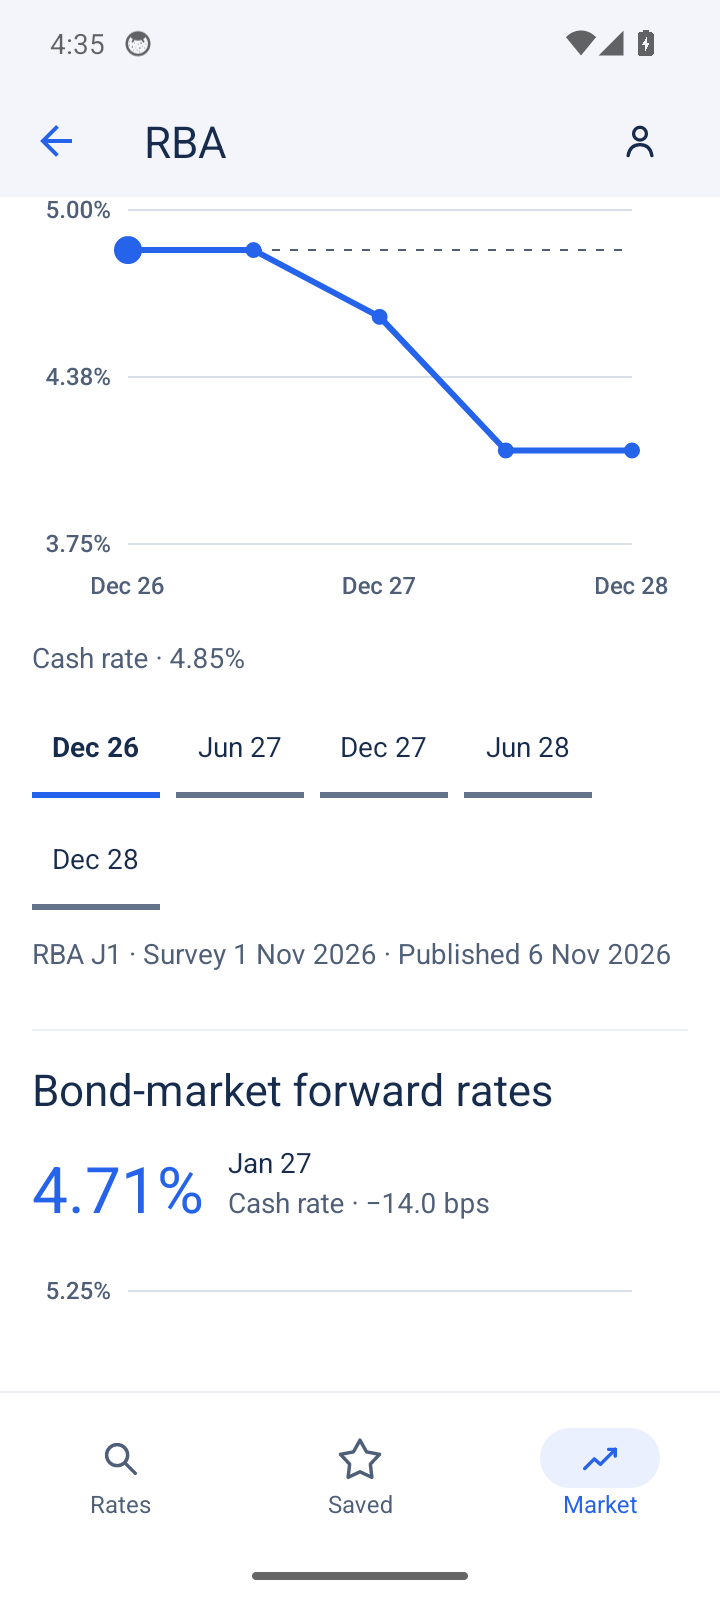 4:35
RBA
5.00%
4.38%
3.75%
Dec 26 Dec 27 Dec 28
Cash rate · 4.85%
Dec 26 Jun 27 Dec 27 Jun 28
Dec 28
RBA J1 · Survey 1 Nov 2026 · Published 6 Nov 2026
Bond-market forward rates
4.71%
Jan 27
Cash rate · −14.0 bps
5.25%
Rates Saved Market